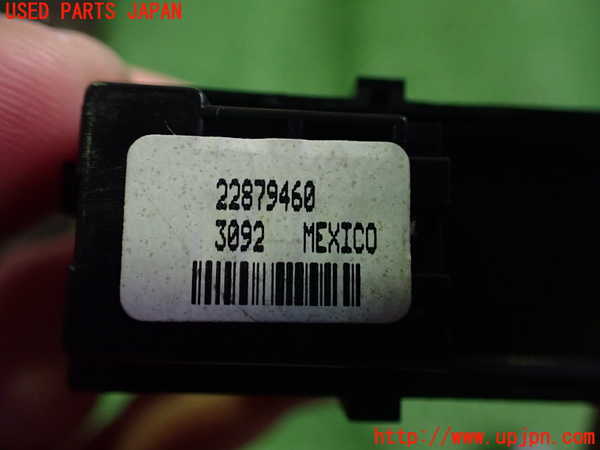 USED PARTS JAPAN
22879460
3092 MEXICO
http://www.upjpn.com/